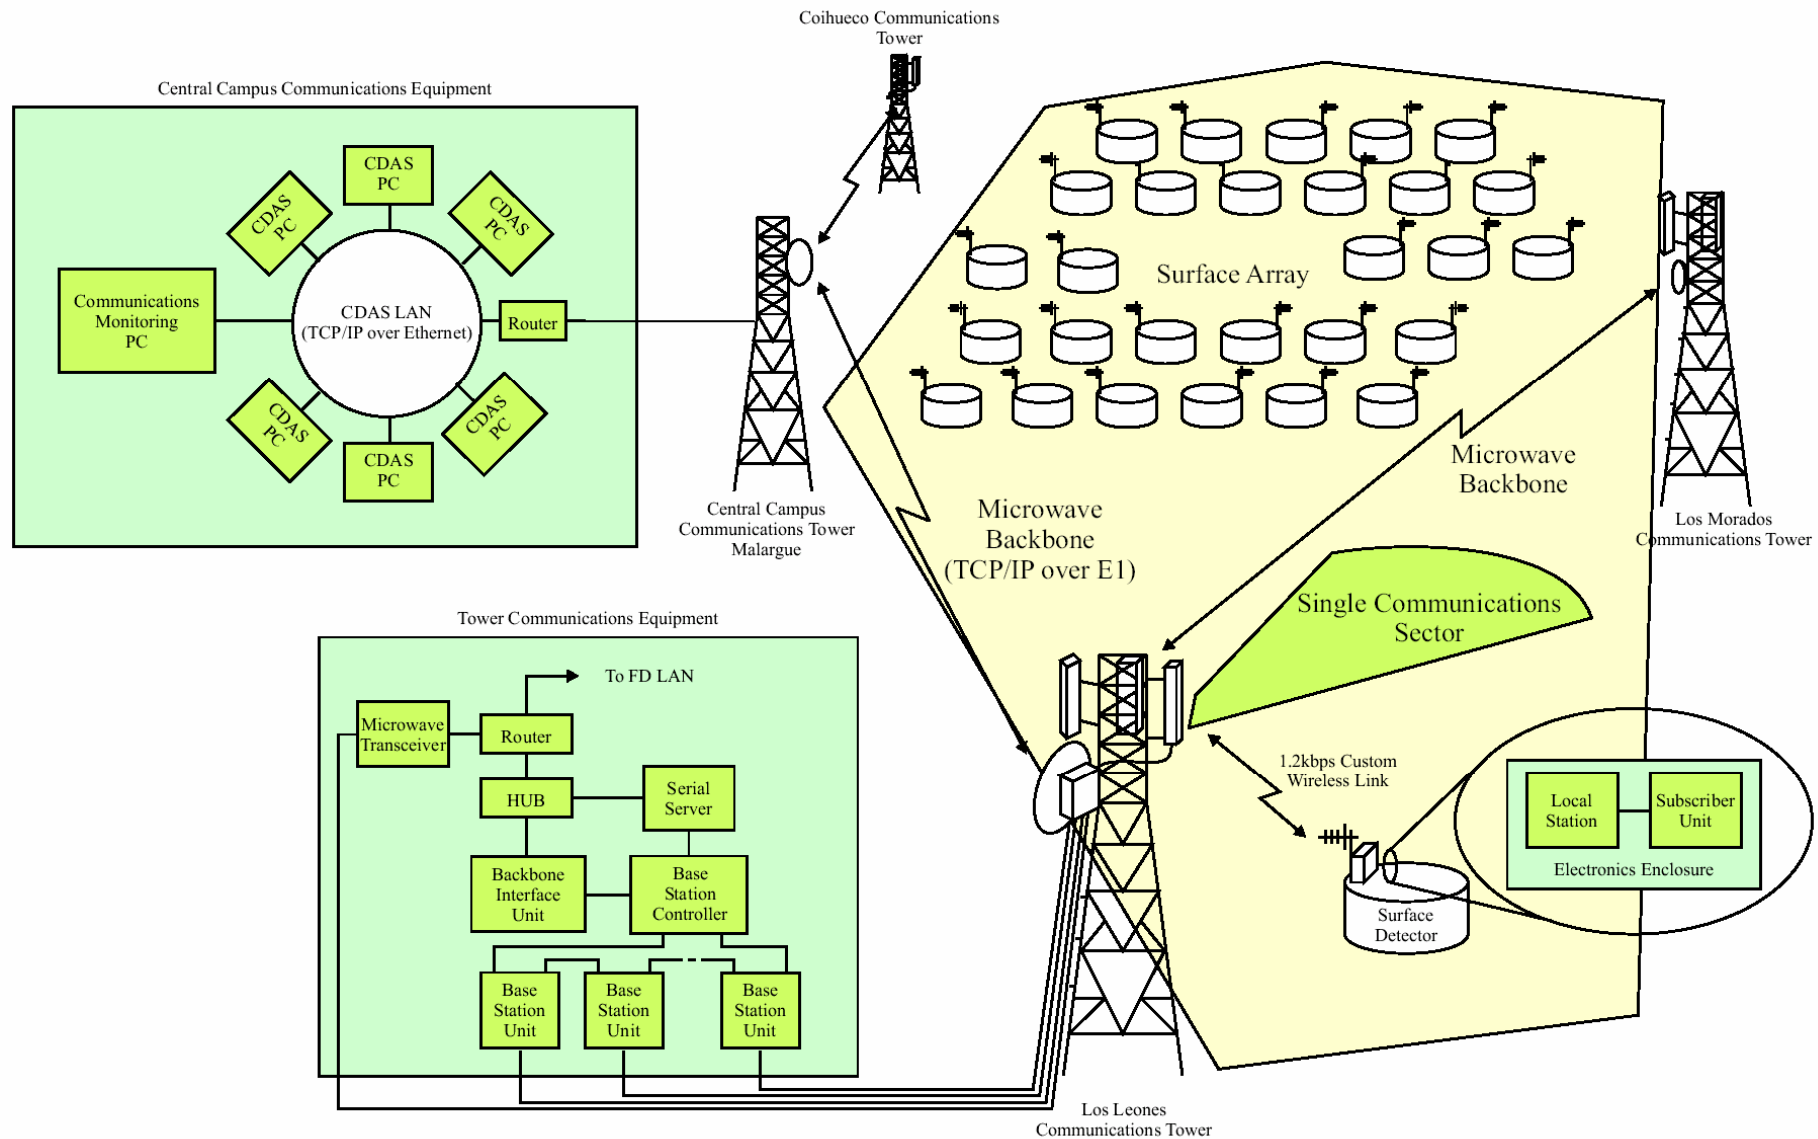 Coihueco Communications
Tower
Central Campus Communications Equipment
CDAS
PC
CDAS
PC
CDAS
PC
Communications
Monitoring
PC
CDAS LAN
(TCP/IP over Ethernet)
Router
CDAS
PC
CDAS
PC
CDAS
PC
Central Campus
Communications Tower
Malargue
Surface Array
Microwave
Backbone
Los Morados
Communications Tower
Microwave
Backbone
(TCP/IP over E1)
Single Communications
Sector
Tower Communications Equipment
To FD LAN
Microwave
Transceiver
Router
HUB
Serial
Server
Backbone
Interface
Unit
Base
Station
Controller
Base
Station
Unit
Base
Station
Unit
Base
Station
Unit
1.2kbps Custom
Wireless Link
Local
Station
Subscriber
Unit
Electronics Enclosure
Surface
Detector
Los Leones
Communications Tower